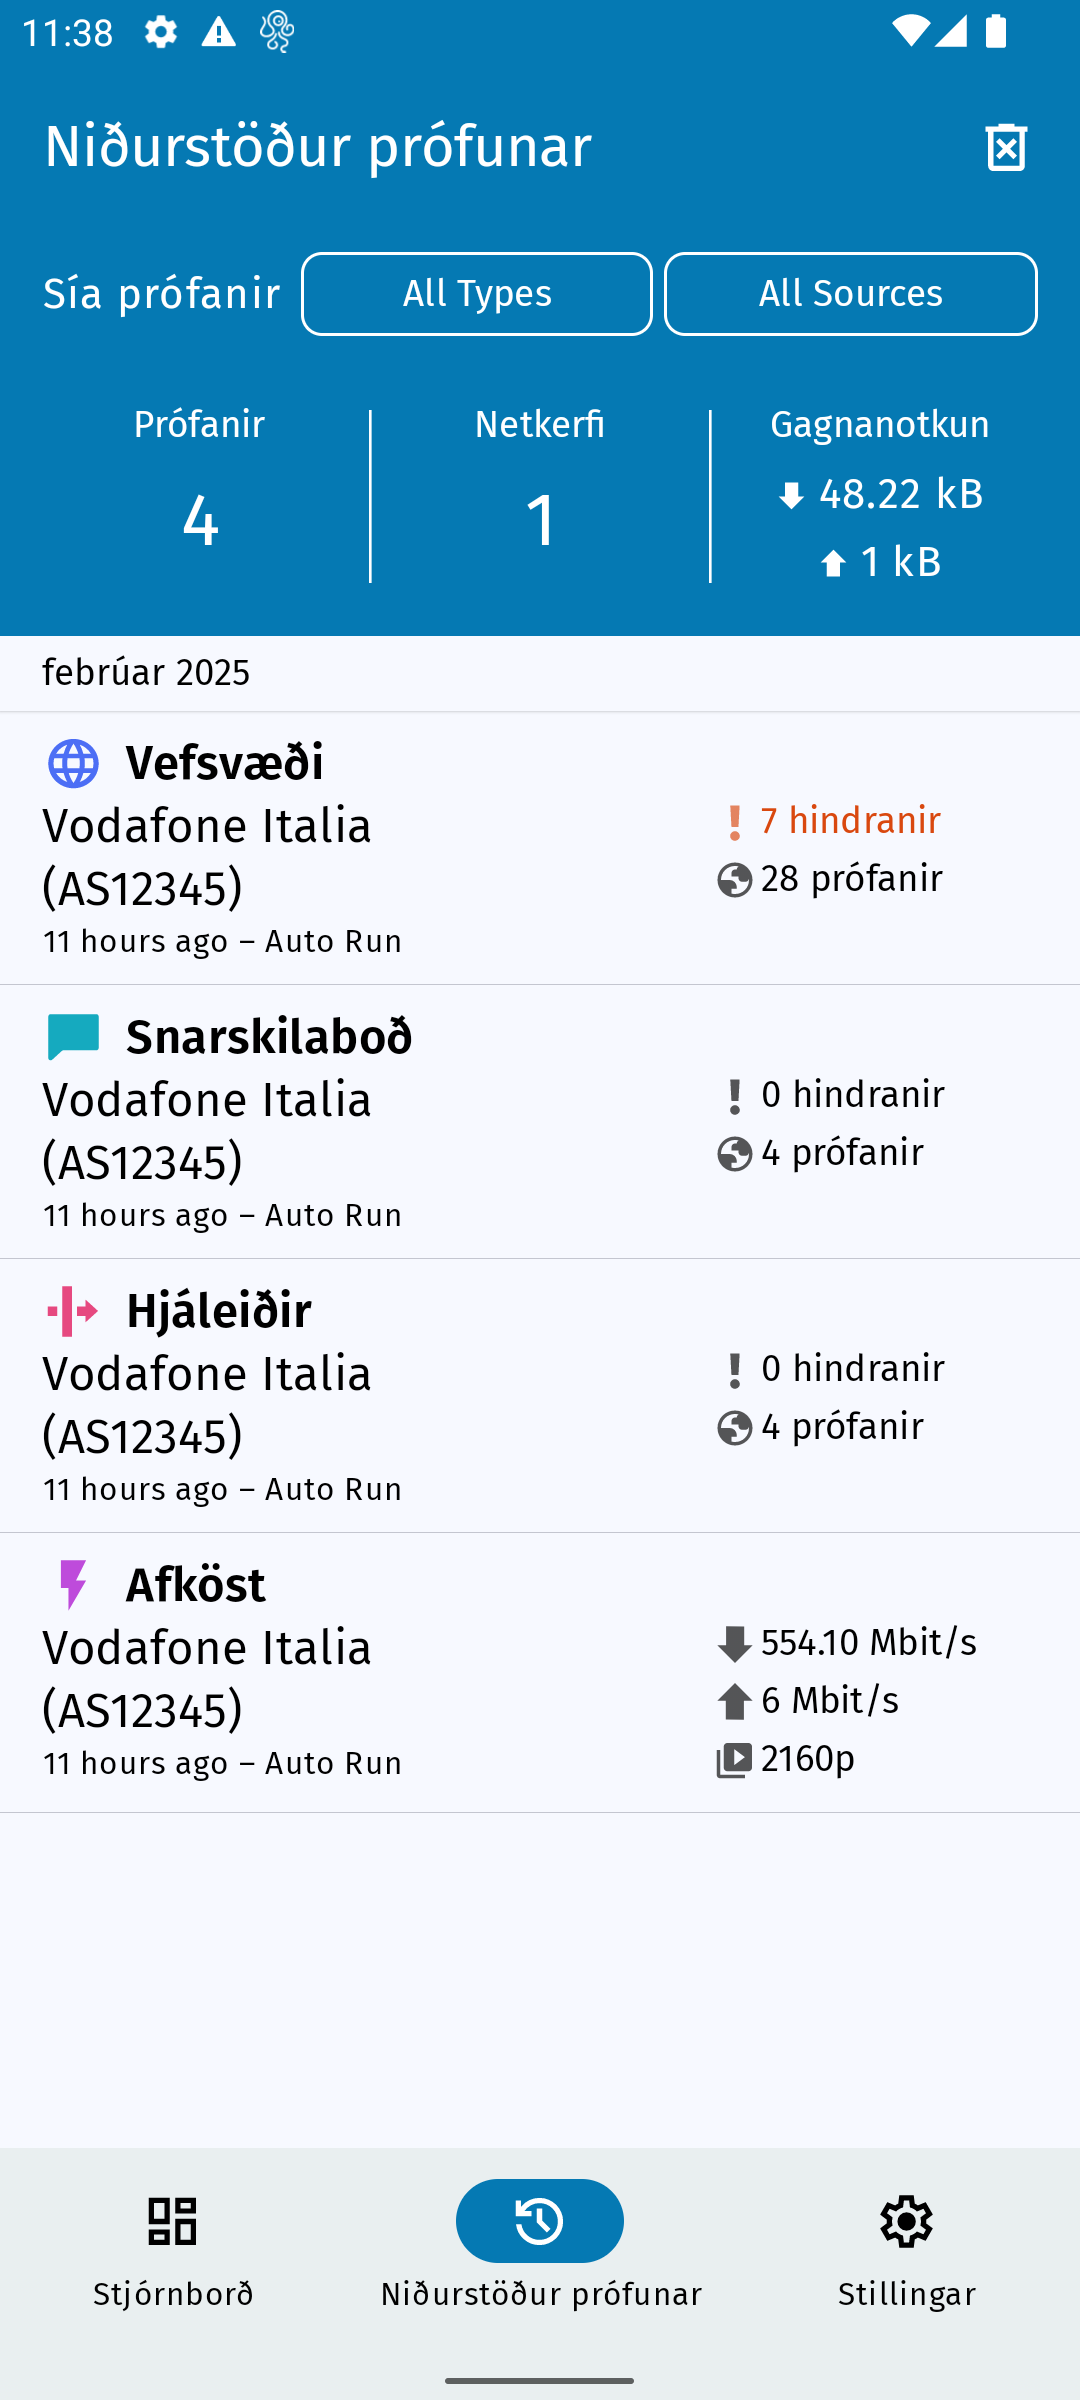 11:38
Niðurstöður prófunar
Sía prófanir
All Types
All Sources
Prófanir
4
Netkerfi
1
Gagnanotkun
48.22 kB
1 kB
febrúar 2025
Vefsvæði
Vodafone Italia
(AS12345)
11 hours ago – Auto Run
7 hindranir
28 prófanir
Snarskilaboð
Vodafone Italia
(AS12345)
11 hours ago – Auto Run
0 hindranir
4 prófanir
Hjáleiðir
Vodafone Italia
(AS12345)
11 hours ago – Auto Run
0 hindranir
4 prófanir
Afköst
Vodafone Italia
(AS12345)
11 hours ago – Auto Run
554.10 Mbit/s
6 Mbit/s
2160p
Stjórnborð
Niðurstöður prófunar
Stillingar